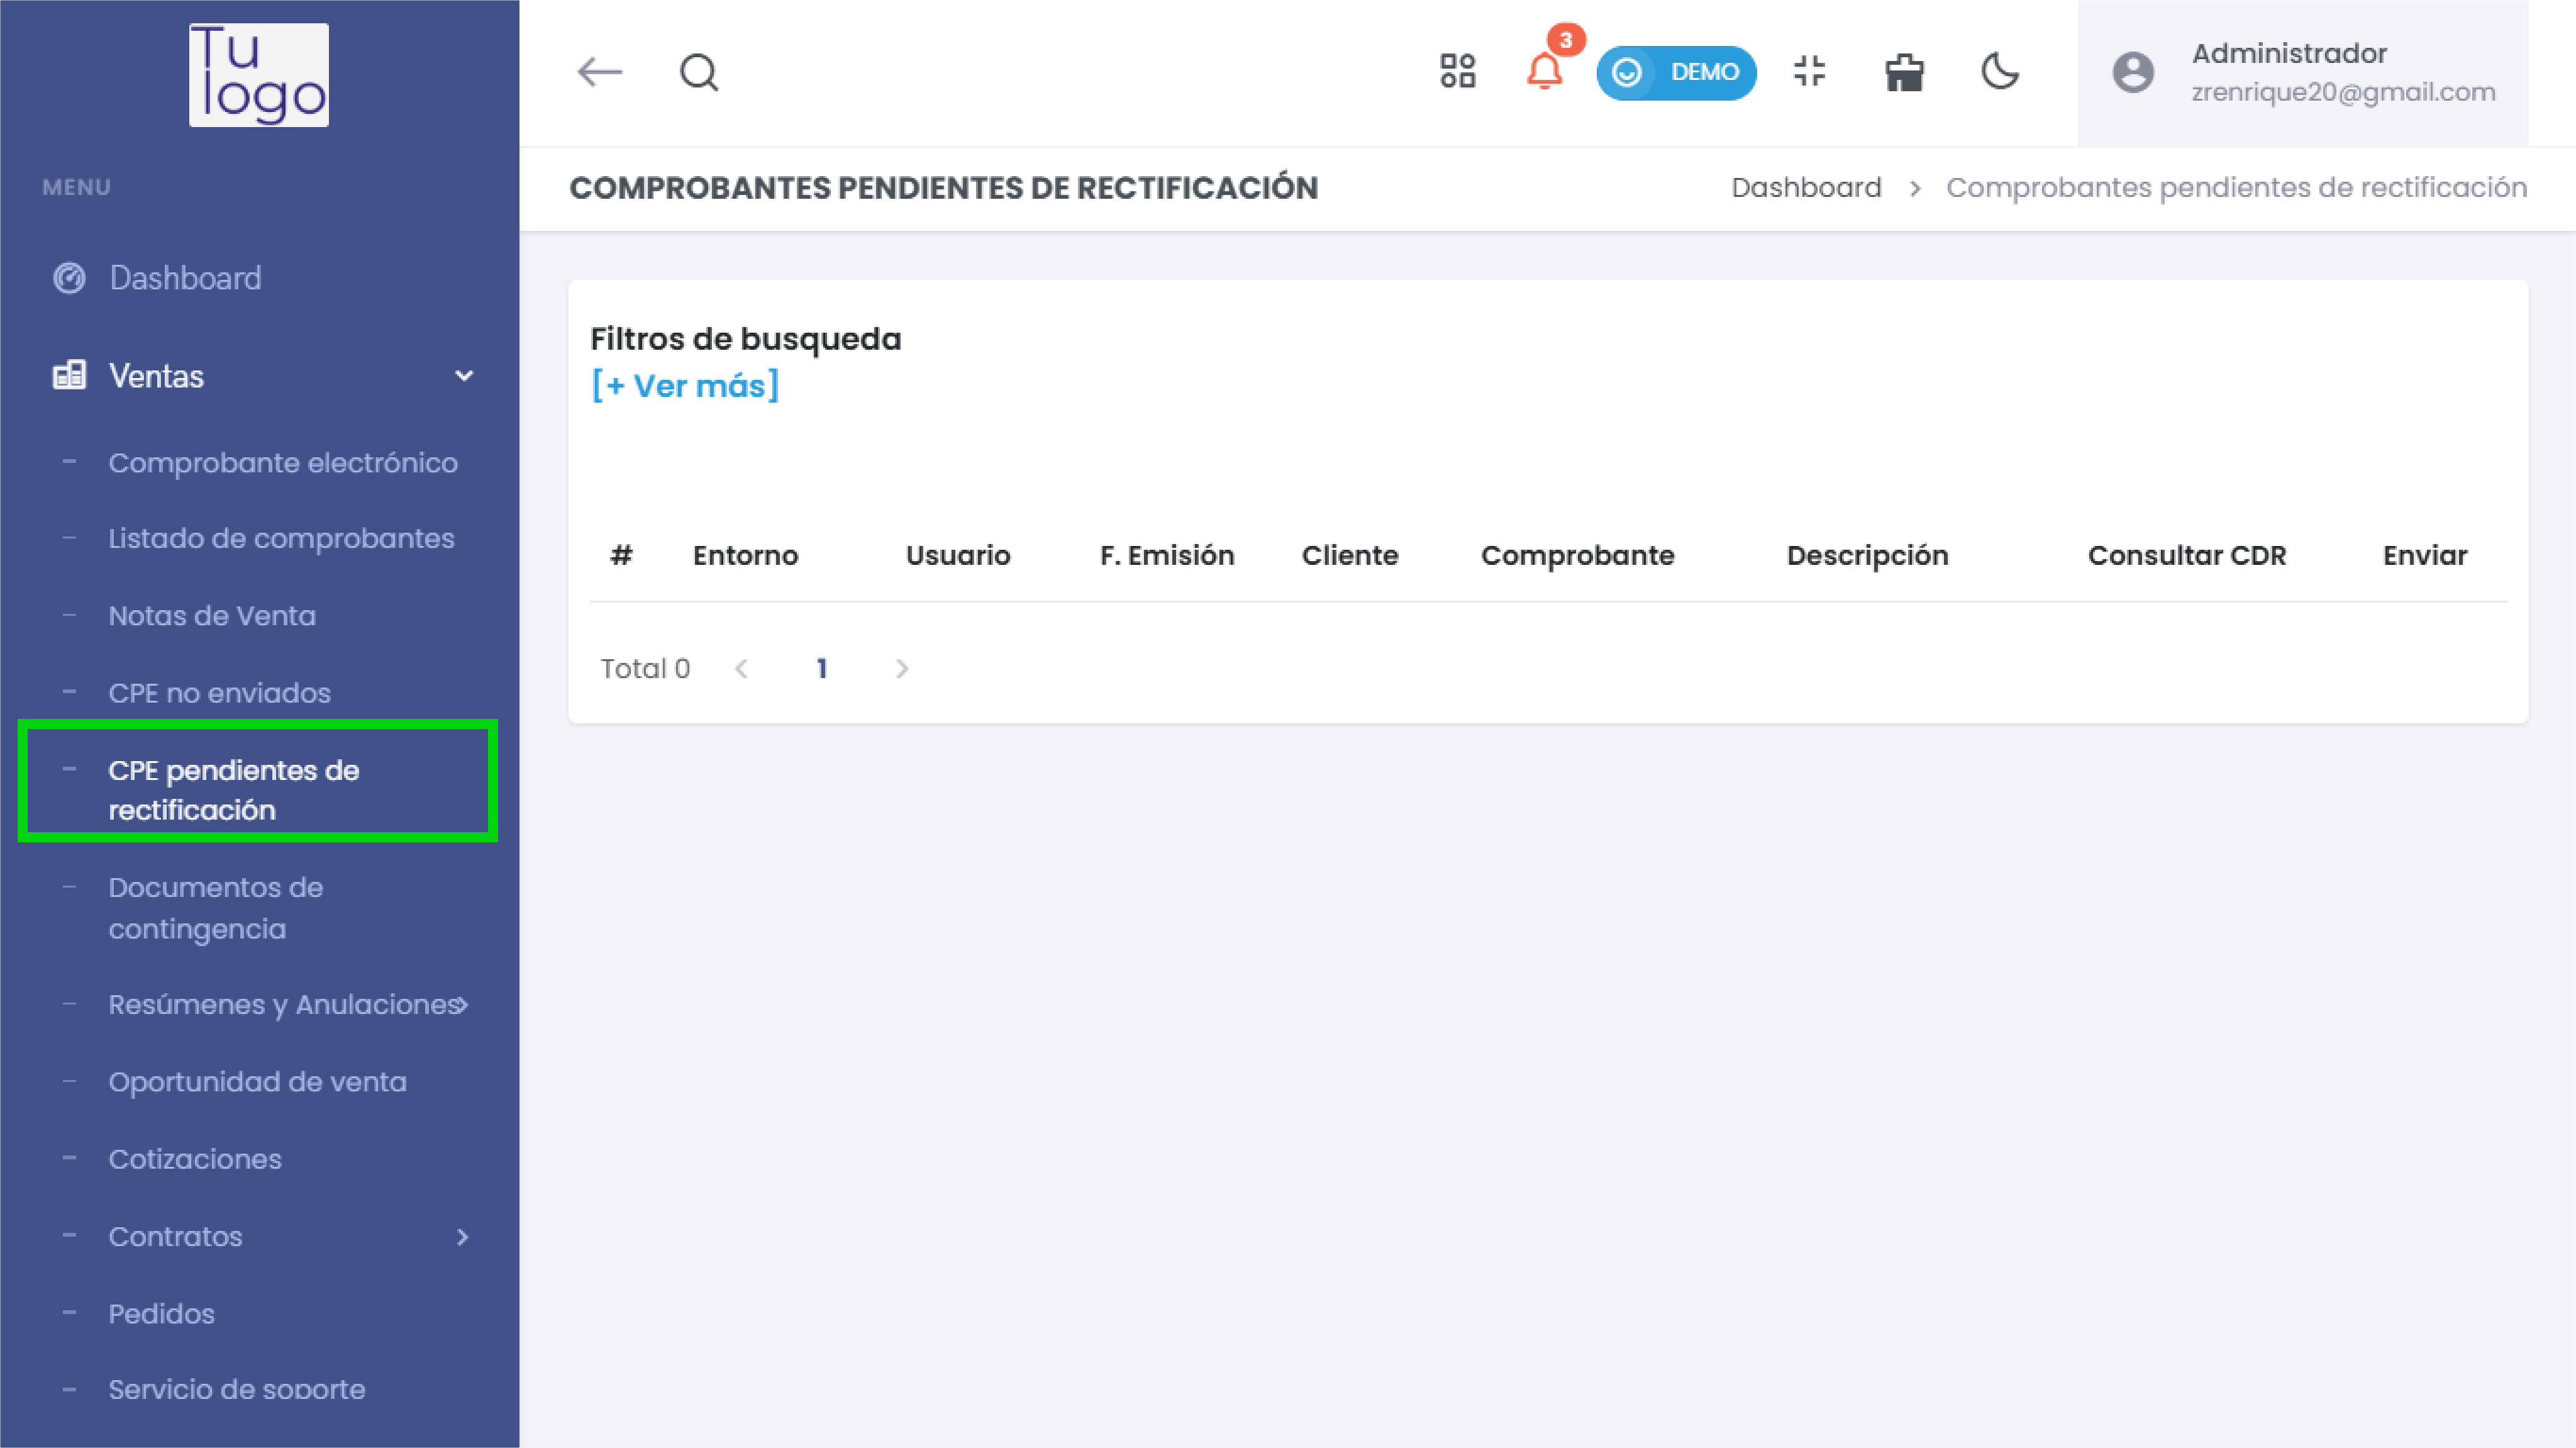 Tu
logo
MENU
Dashboard
Ventas
Comprobante electrónico
Listado de comprobantes
Notas de Venta
CPE no enviados
CPE pendientes de
rectificación
Documentos de
contingencia
Resúmenes y Anulaciones
Oportunidad de venta
Cotizaciones
Contratos
Pedidos
Servicio de soporte
3
DEMO
Administrador
zrenrique20@gmail.com
COMPROBANTES PENDIENTES DE RECTIFICACIÓN
Dashboard > Comprobantes pendientes de rectificación
Filtros de busqueda
[+ Ver más]
# Entorno Usuario F. Emisión Cliente Comprobante Descripción Consultar CDR Enviar
Total 0 < 1 >